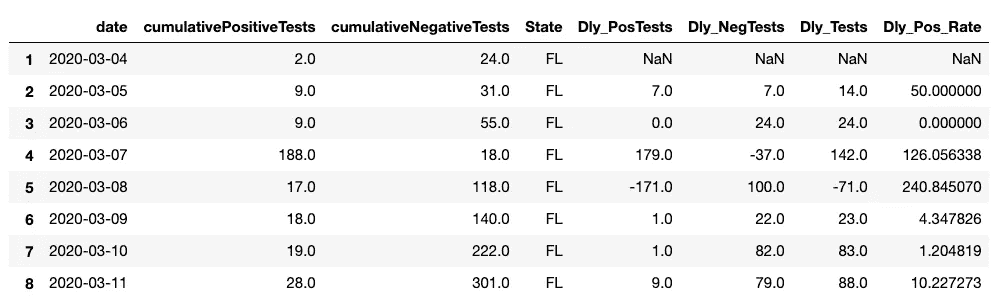 date cumulativePositiveTests cumulativeNegativeTests State Dly_PosTests Dly_NegTests Dly_Tests Dly_Pos_Rate
1 2020-03-04 2.0 24.0 FL NaN NaN NaN NaN
2 2020-03-05 9.0 31.0 FL 7.0 7.0 14.0 50.000000
3 2020-03-06 9.0 55.0 FL 0.0 24.0 24.0 0.000000
4 2020-03-07 188.0 18.0 FL 179.0 -37.0 142.0 126.056338
5 2020-03-08 17.0 118.0 FL -171.0 100.0 -71.0 240.845070
6 2020-03-09 18.0 140.0 FL 1.0 22.0 23.0 4.347826
7 2020-03-10 19.0 222.0 FL 1.0 82.0 83.0 1.204819
8 2020-03-11 28.0 301.0 FL 9.0 79.0 88.0 10.227273